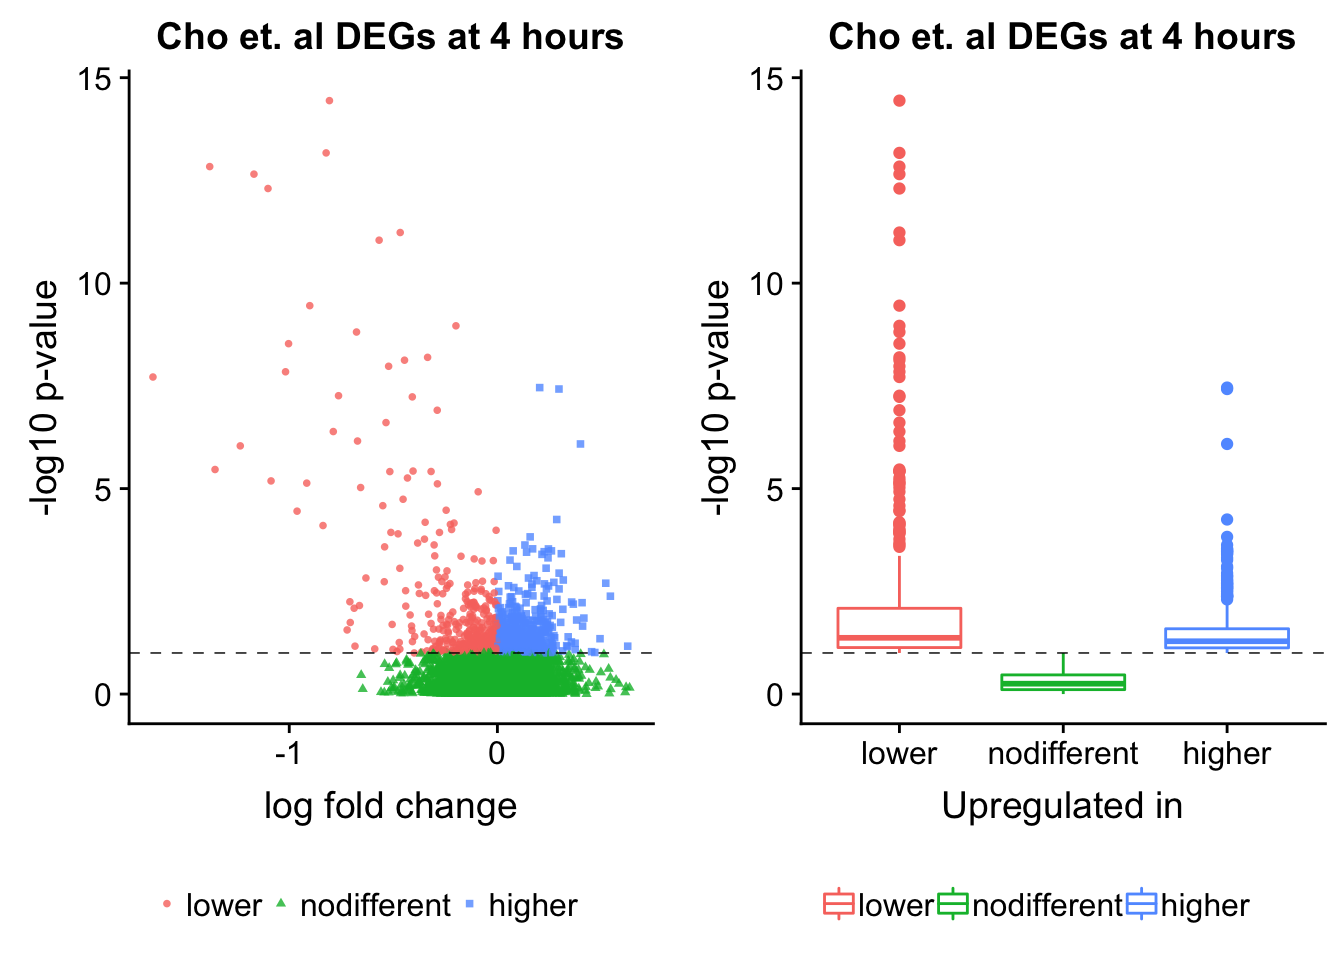 Cho et. al DEGs at 4 hours
-log10 p-value
15
10
5
0
-1
0
log fold change
lower
nodifferent
higher
Cho et. al DEGs at 4 hours
-log10 p-value
15
10
5
0
lower
nodifferent
higher
Upregulated in
lower
nodifferent
higher